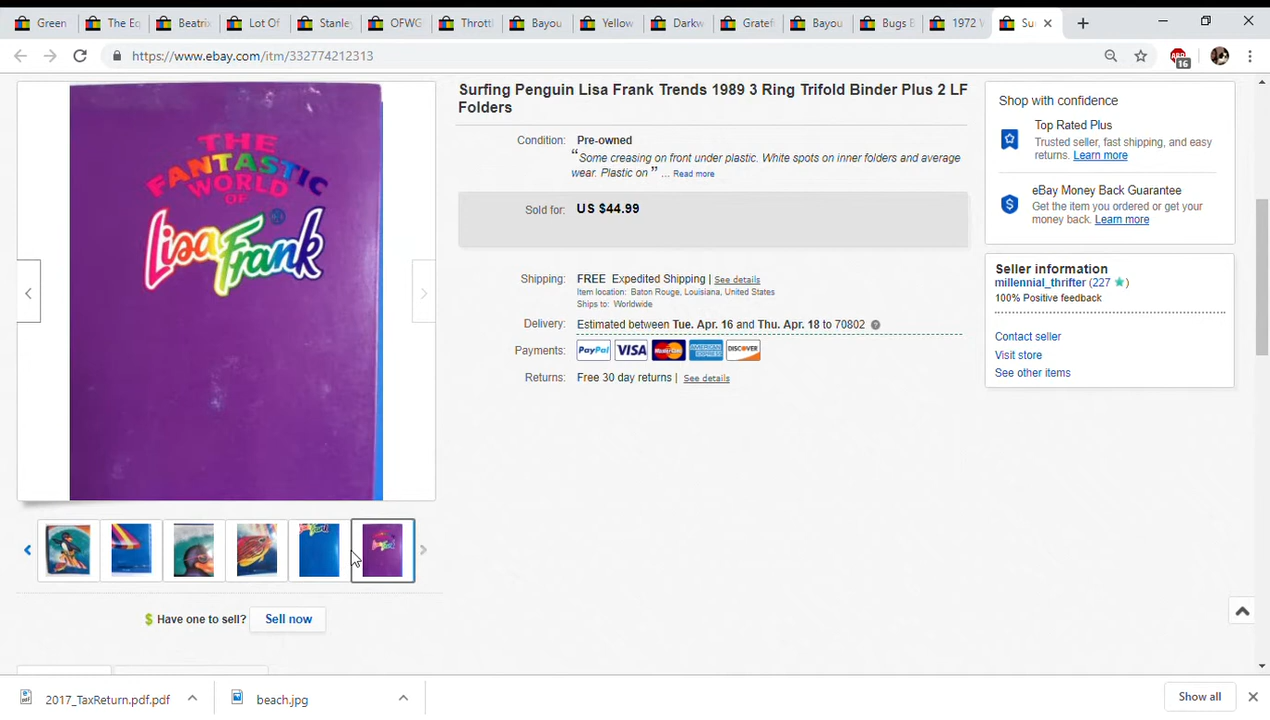 Green
The Eq
Beatrix
Lot Of
Stanley
OFWG
Thrott
Bayou
Yellow
Darkw
Gratef
Bayou
Bugs B
1972 W
Su
https://www.ebay.com/itm/332774212313
16
THE
FANTASTIC
WORLD
OF
Lisa Frank
Surfing Penguin Lisa Frank Trends 1989 3 Ring Trifold Binder Plus 2 LF
Folders
Condition: Pre-owned
“Some creasing on front under plastic. White spots on inner folders and average
wear. Plastic on” ... Read more
Sold for: US $44.99
Shipping: FREE Expedited Shipping | See details
Item location: Baton Rouge, Louisiana, United States
Ships to: Worldwide
Delivery: Estimated between Tue. Apr. 16 and Thu. Apr. 18 to 70802
Payments: PayPal VISA MasterCard AMERICAN EXPRESS DISCOVER
Returns: Free 30 day returns | See details
Shop with confidence
Top Rated Plus
Trusted seller, fast shipping, and easy
returns. Learn more
eBay Money Back Guarantee
Get the item you ordered or get your
money back. Learn more
Seller information
millennial_thrifter (227)
100% Positive feedback
Contact seller
Visit store
See other items
$ Have one to sell? Sell now
2017_TaxReturn.pdf.pdf
beach.jpg
Show all